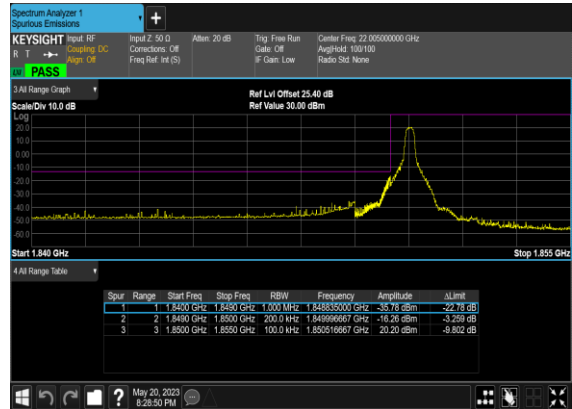 Spectrum Analyzer 1
Spurious Emissions
KEYSIGHT Input: RF Input Z: 50 Ω Atten: 20 dB Trig: Free Run Center Freq: 22.005000000 GHz
R T Coupling: DC Corrections: Off Gate: Off Avg|Hold: 100/100
Align: Off Freq Ref: Int (S) IF Gain: Low Radio Std: None
PASS
3 All Range Graph
Ref Lvl Offset 25.40 dB
Scale/Div 10.0 dB Ref Value 30.00 dBm
Log
20.0
10.0
0.00
-10.0
-20.0
-30.0
-40.0
-50.0
-60.0
Start 1.840 GHz Stop 1.855 GHz
4 All Range Table
Spur Range Start Freq Stop Freq RBW Frequency Amplitude ΔLimit
1 1 1.8400 GHz 1.8490 GHz 1.000 MHz 1.848835000 GHz -35.78 dBm -22.78 dB
2 2 1.8490 GHz 1.8500 GHz 200.0 kHz 1.849996667 GHz -16.26 dBm -3.259 dB
3 3 1.8500 GHz 1.8550 GHz 100.0 kHz 1.850516667 GHz 20.20 dBm -9.802 dB
? May 20, 2023
8:28:50 PM